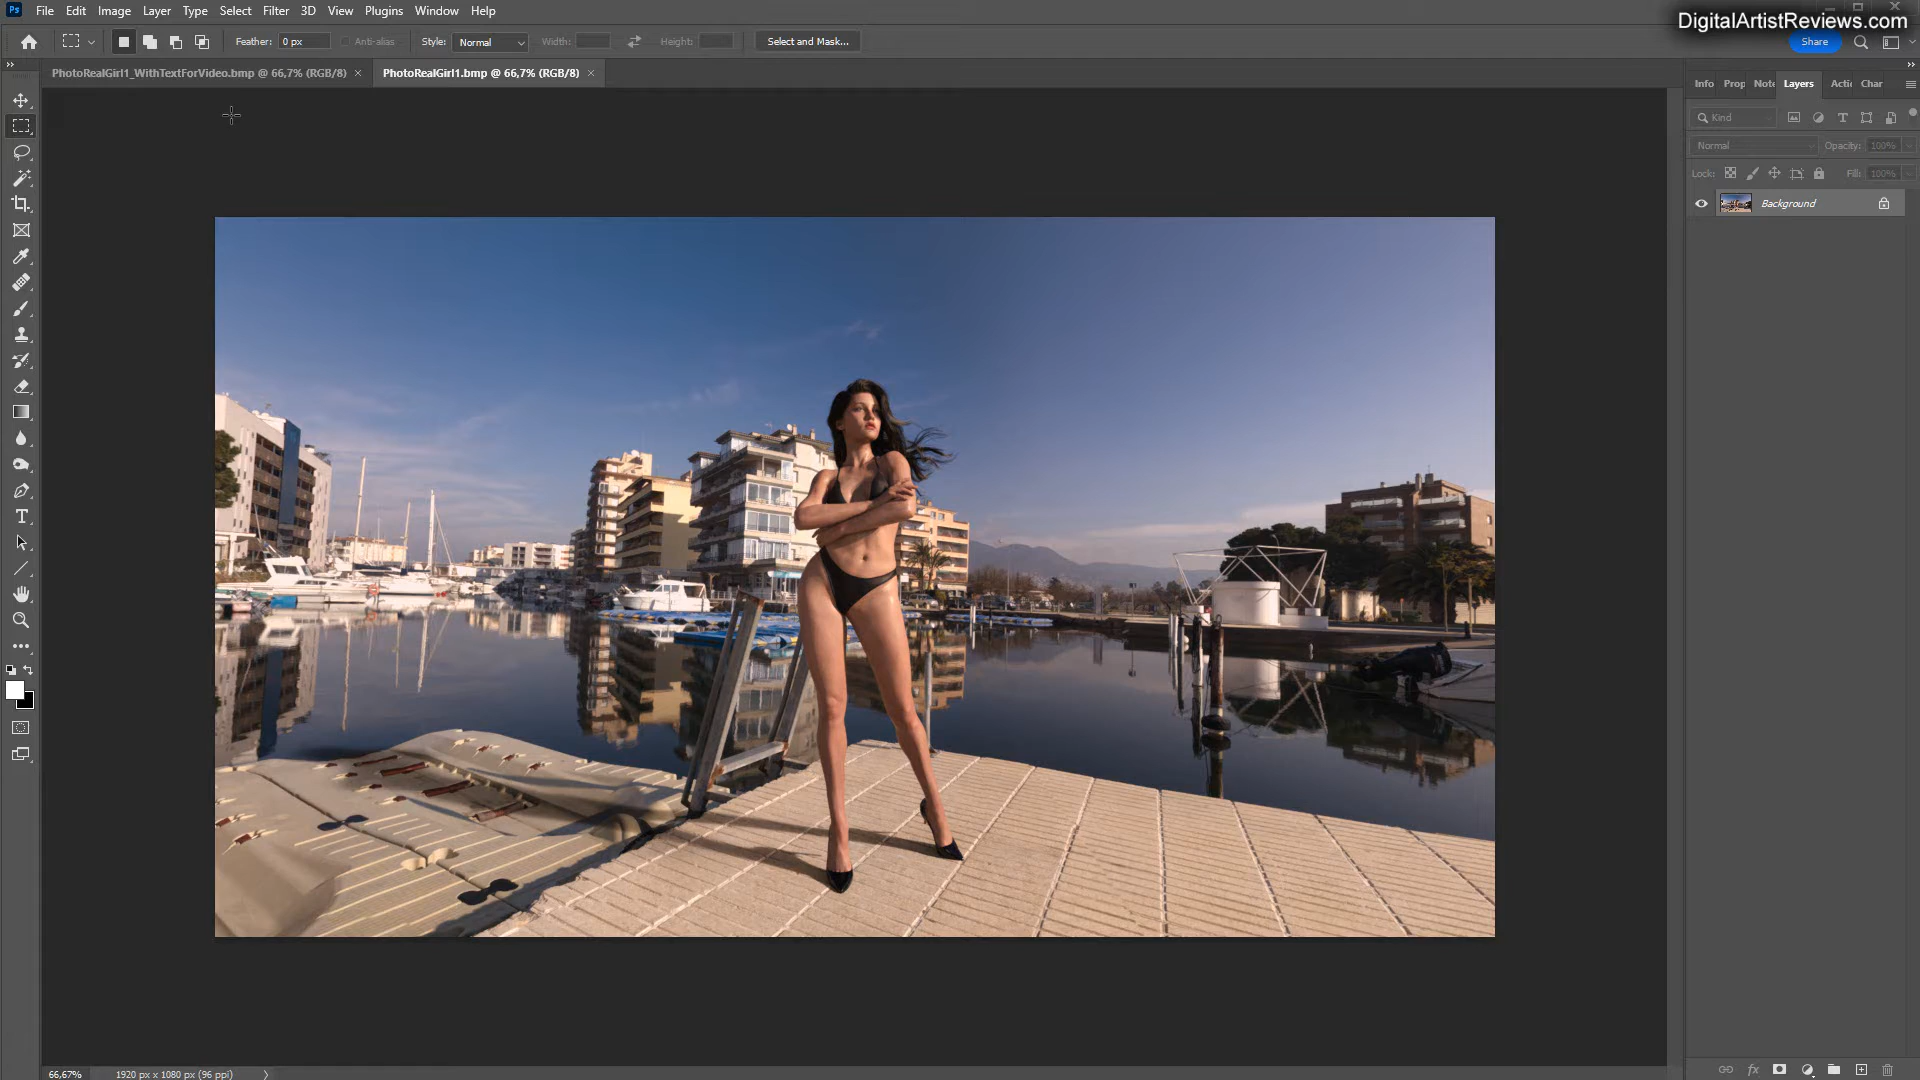 Ps File Edit Image Layer Type Select Filter 3D View Plugins Window Help
DigitalArtistReviews.com
Feather: 0 px Anti-alias Style: Normal Width: Height: Select and Mask... Share
PhotoRealGirl1_WithTextForVideo.bmp @ 66,7% (RGB/8) × PhotoRealGirl1.bmp @ 66,7% (RGB/8) ×
Info Prop Note Layers Acti Char
Kind
Normal Opacity: 100%
Lock: Fill: 100%
Background
66,67% 1920 px x 1080 px (96 ppi)